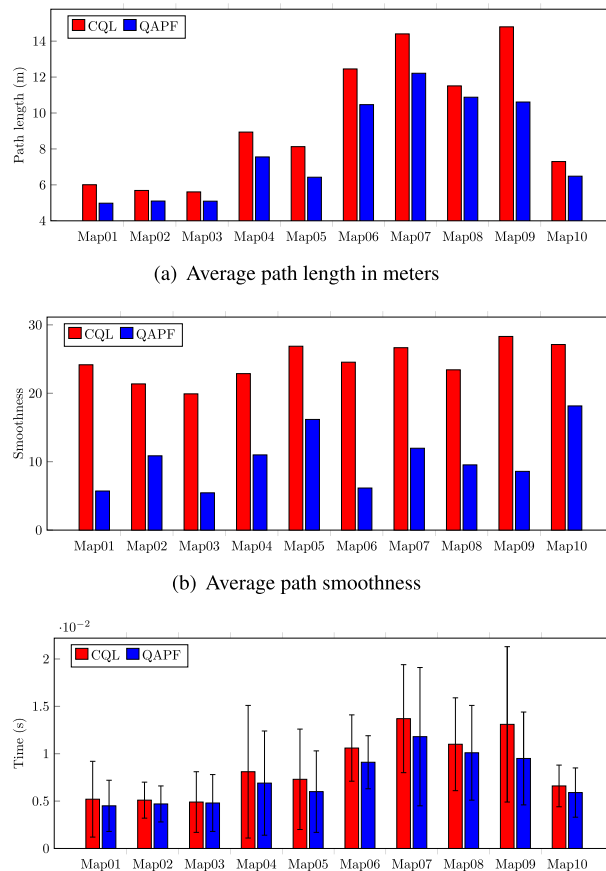 CQL QAPF
14
12
10
8
6
4
Path length (m)
Map01 Map02 Map03 Map04 Map05 Map06 Map07 Map08 Map09 Map10
(a) Average path length in meters
30
20
10
0
Smoothness
CQL QAPF
Map01 Map02 Map03 Map04 Map05 Map06 Map07 Map08 Map09 Map10
(b) Average path smoothness
·10⁻²
2
1.5
1
0.5
0
Time (s)
CQL QAPF
Map01 Map02 Map03 Map04 Map05 Map06 Map07 Map08 Map09 Map10